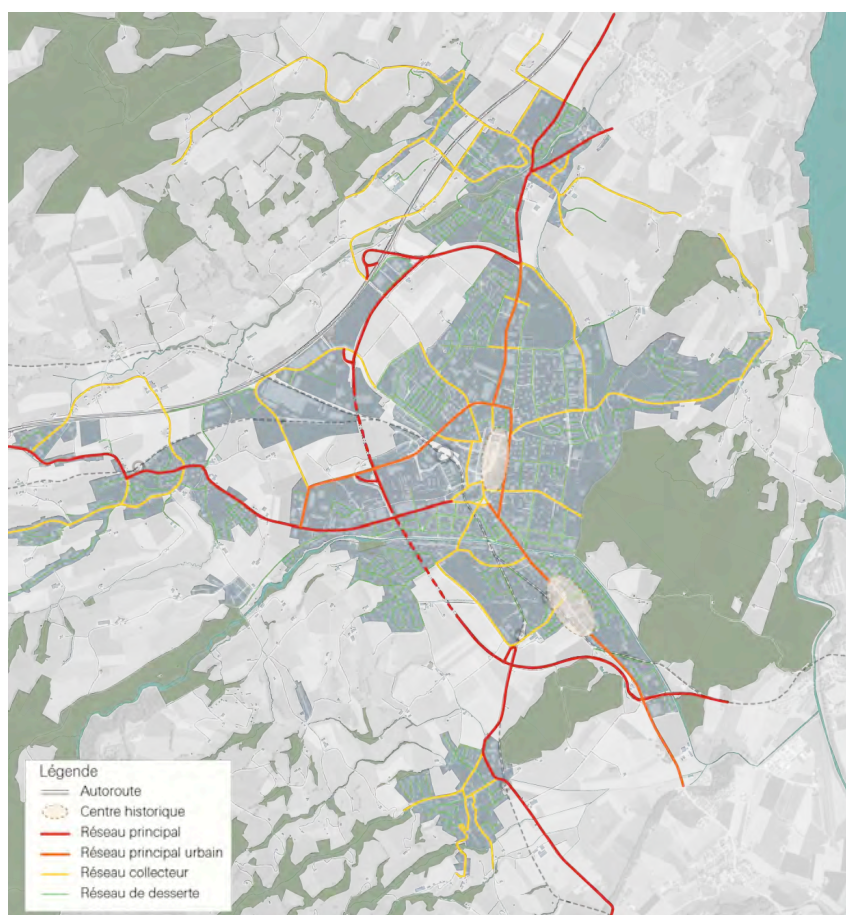 Légende
Autoroute
Centre historique
Réseau principal
Réseau principal urbain
Réseau collecteur
Réseau de desserte